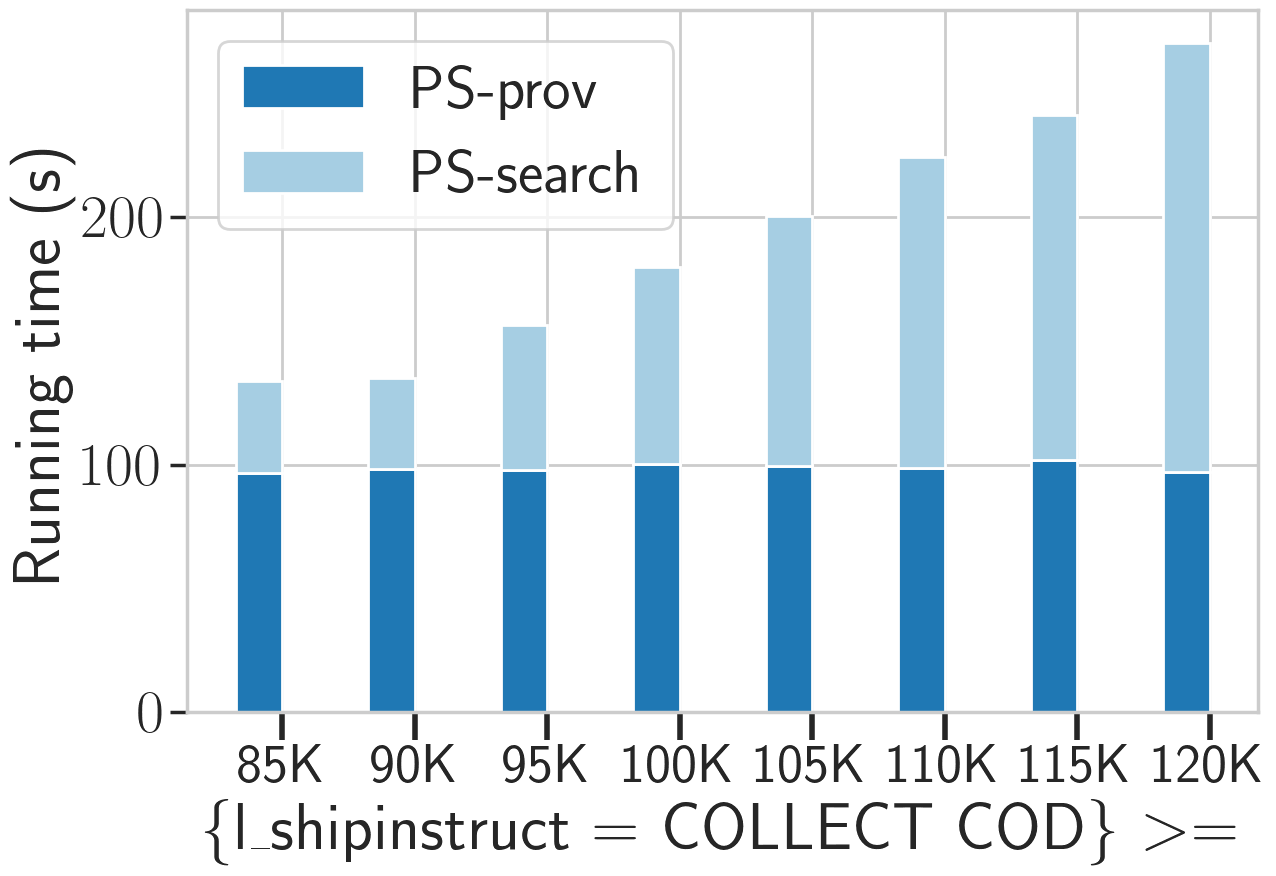 PS-prov
PS-search
Running time (s)
200
100
0
85K 90K 95K 100K 105K 110K 115K 120K
{l_shipinstruct = COLLECT COD} >=